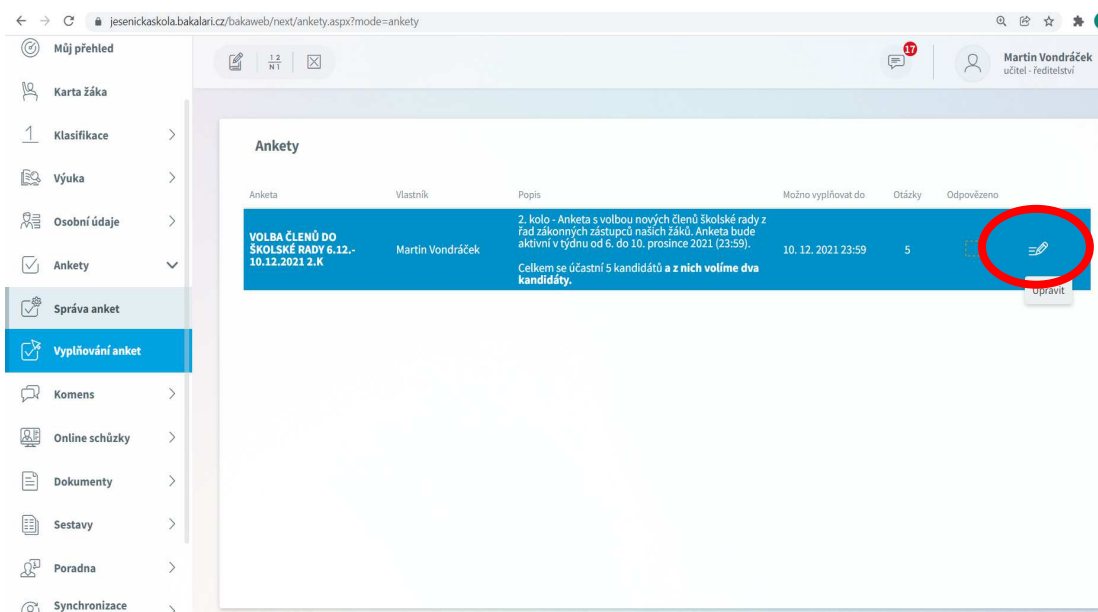 jesenickaskola.bakalari.cz/bakaweb/next/ankety.aspx?mode=ankety
Můj přehled
Karta žáka
Klasifikace
Výuka
Osobní údaje
Ankety
Správa anket
Vyplňování anket
Komens
Online schůzky
Dokumenty
Sestavy
Poradna
Synchronizace
1 2
N 1
17
Martin Vondráček
učitel - ředitelství
Ankety
Anketa Vlastník Popis Možno vyplňovat do Otázky Odpovězeno
VOLBA ČLENŮ DO
ŠKOLSKÉ RADY 6.12.-
10.12.2021 2.K
Martin Vondráček
2. kolo - Anketa s volbou nových členů školské rady z
řad zákonných zástupců našich žáků. Anketa bude
aktivní v týdnu od 6. do 10. prosince 2021 (23:59).
Celkem se účastní 5 kandidátů a z nich volíme dva
kandidáty.
10. 12. 2021 23:59
5
Upravit